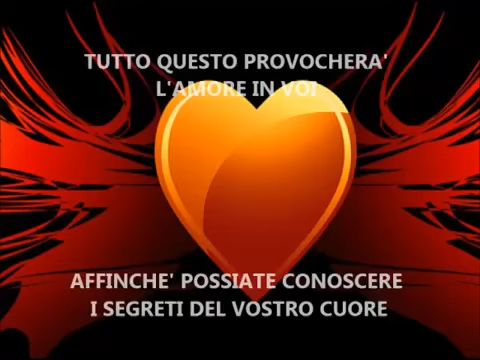 TUTTO QUESTO PROVOCHERA'
L'AMORE IN VOI
AFFINCHE' POSSIATE CONOSCERE
I SEGRETI DEL VOSTRO CUORE